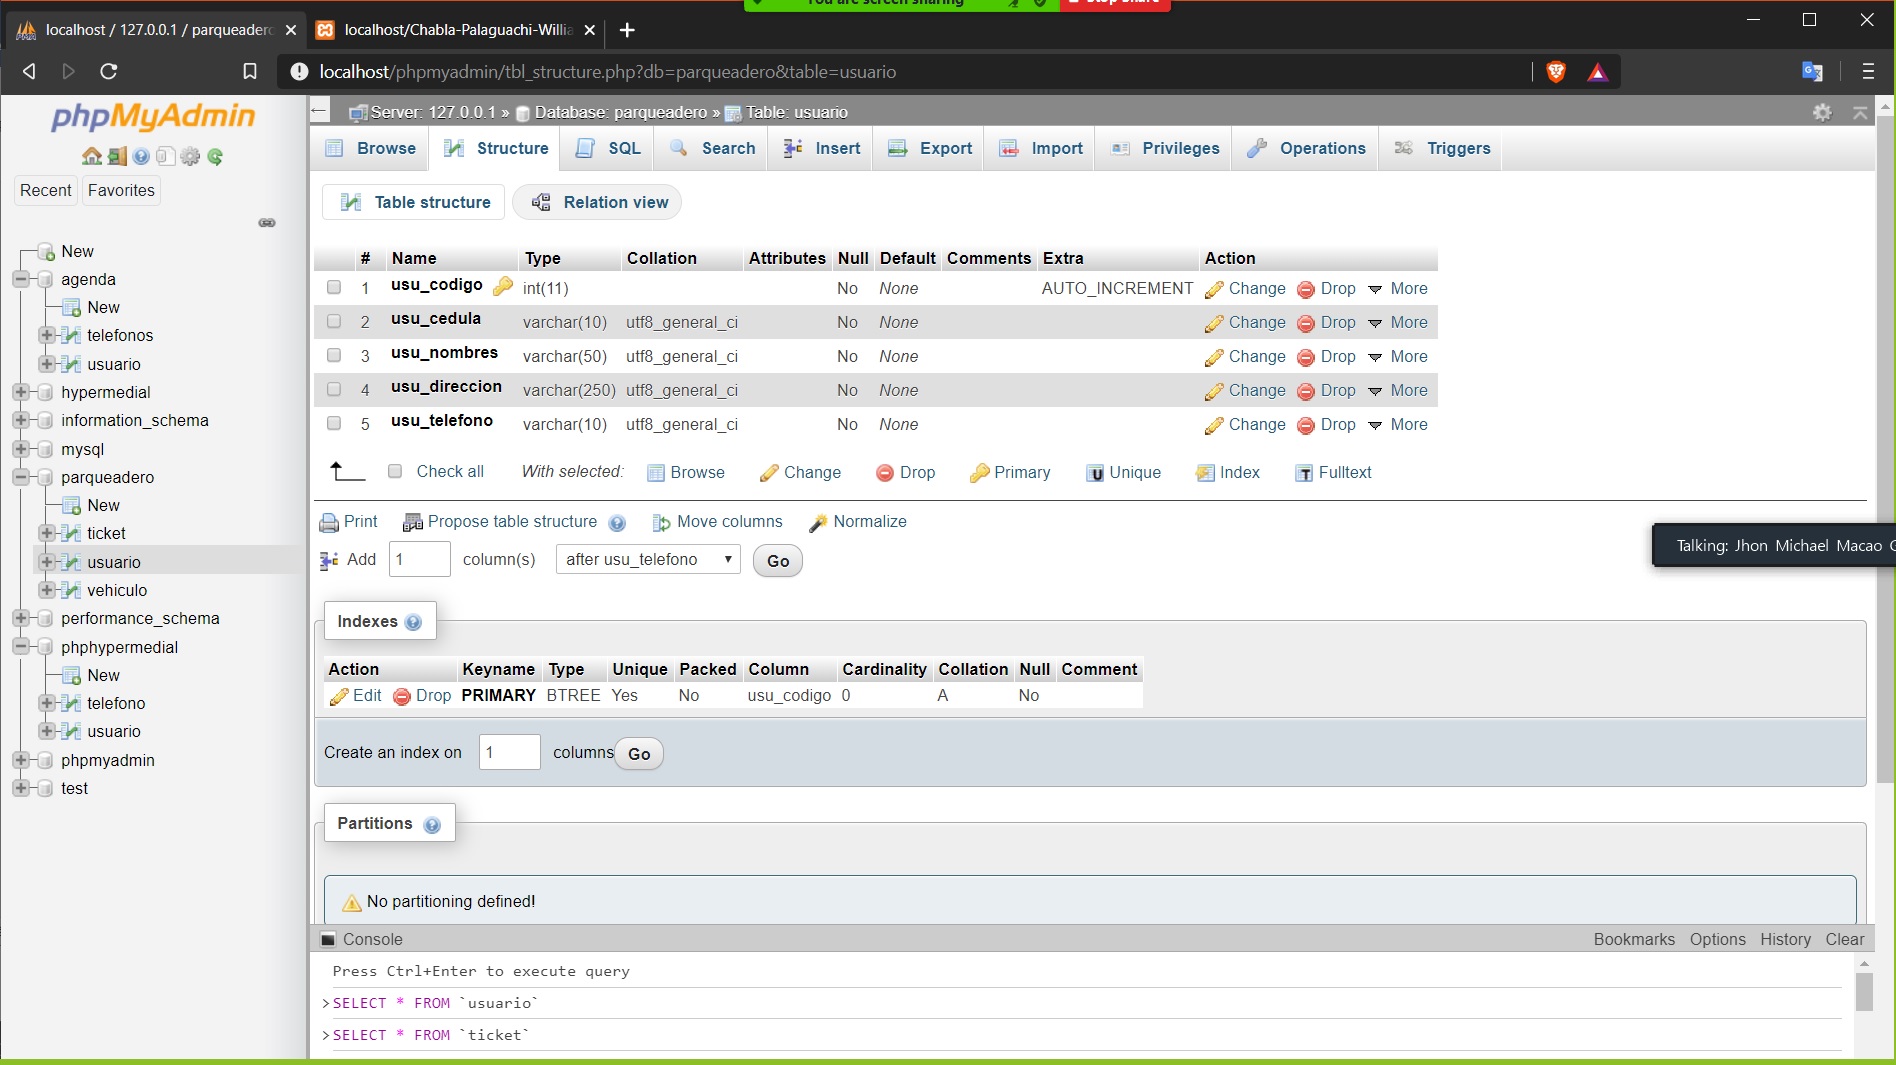 You are screen sharing
Stop Share
localhost / 127.0.0.1 / parqueadero
localhost/Chabla-Palaguachi-Willia
localhost/phpmyadmin/tbl_structure.php?db=parqueadero&table=usuario
phpMyAdmin
Recent Favorites
New
agenda
New
telefonos
usuario
hypermedial
information_schema
mysql
parqueadero
New
ticket
usuario
vehiculo
performance_schema
phphypermedial
New
telefono
usuario
phpmyadmin
test
Server: 127.0.0.1 » Database: parqueadero » Table: usuario
Browse Structure SQL Search Insert Export Import Privileges Operations Triggers
Table structure Relation view
# Name Type Collation Attributes Null Default Comments Extra Action
1 usu_codigo int(11) No None AUTO_INCREMENT Change Drop More
2 usu_cedula varchar(10) utf8_general_ci No None Change Drop More
3 usu_nombres varchar(50) utf8_general_ci No None Change Drop More
4 usu_direccion varchar(250) utf8_general_ci No None Change Drop More
5 usu_telefono varchar(10) utf8_general_ci No None Change Drop More
Check all With selected: Browse Change Drop Primary Unique Index Fulltext
Print Propose table structure Move columns Normalize
Add 1 column(s) after usu_telefono Go
Talking: Jhon Michael Macao
Indexes
Action Keyname Type Unique Packed Column Cardinality Collation Null Comment
Edit Drop PRIMARY BTREE Yes No usu_codigo 0 A No
Create an index on 1 columns Go
Partitions
No partitioning defined!
Console Bookmarks Options History Clear
Press Ctrl+Enter to execute query
>SELECT * FROM `usuario`
>SELECT * FROM `ticket`